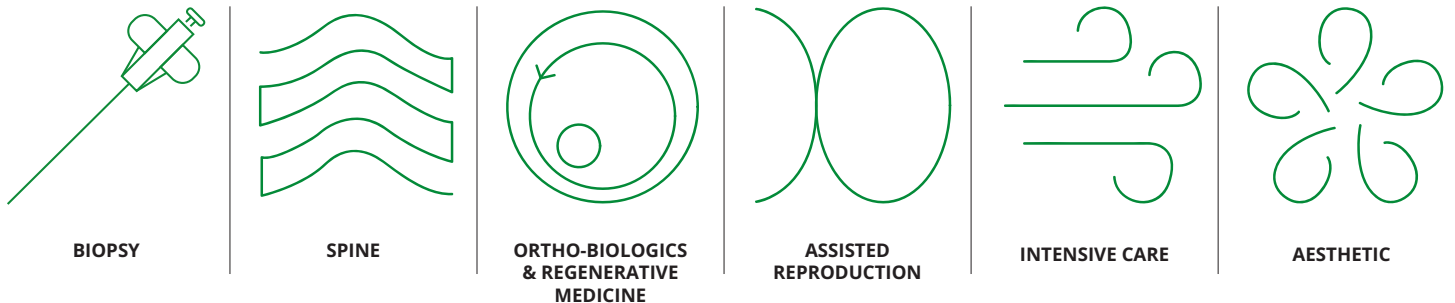 BIOPSY
SPINE
ORTHO-BIOLOGICS
& REGENERATIVE
MEDICINE
ASSISTED
REPRODUCTION
INTENSIVE CARE
AESTHETIC